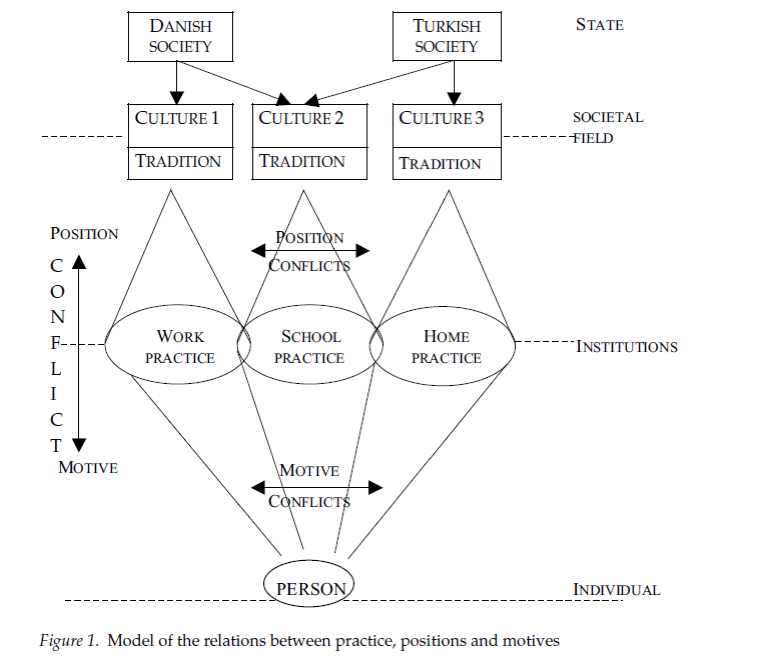 DANISH
SOCIETY
TURKISH
SOCIETY
STATE
CULTURE 1
CULTURE 2
CULTURE 3
SOCIETAL
FIELD
TRADITION
TRADITION
TRADITION
POSITION
POSITION
CONFLICTS
C
O
N
F
L
I
C
T
WORK
PRACTICE
SCHOOL
PRACTICE
HOME
PRACTICE
INSTITUTIONS
MOTIVE
MOTIVE
CONFLICTS
PERSON
INDIVIDUAL
Figure 1. Model of the relations between practice, positions and motives